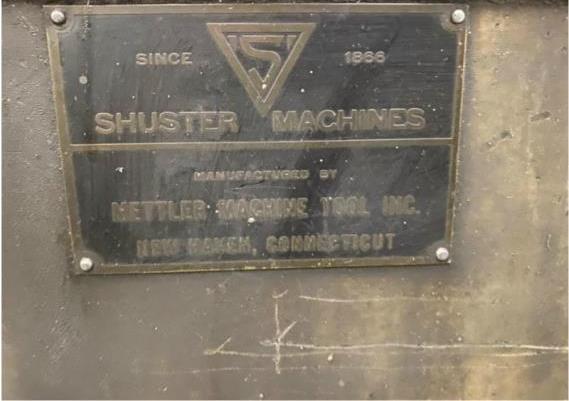 SINCE S 1866
SHUSTER MACHINES
MANUFACTURED BY
METTLER MACHINE TOOL INC.
NEW HAVEN, CONNECTICUT